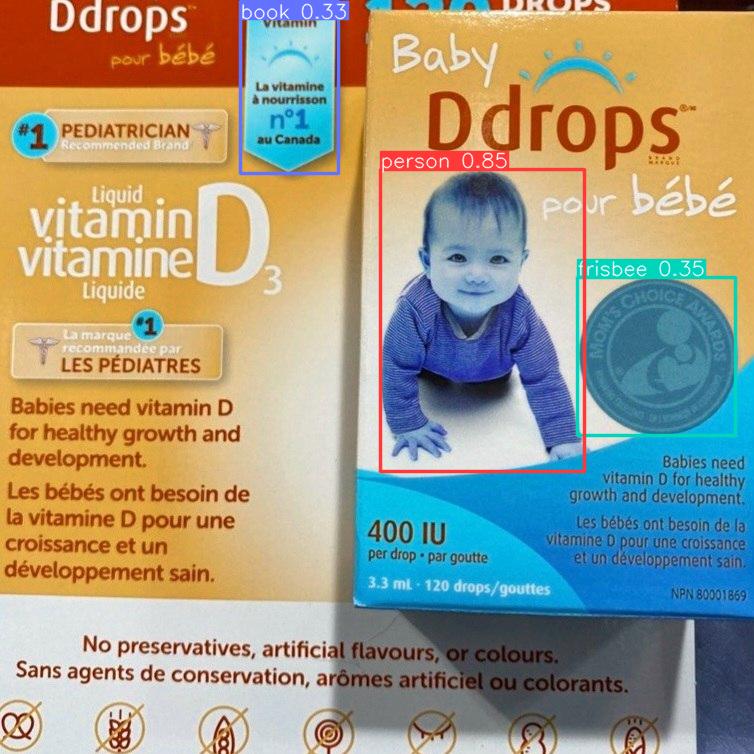 Ddrops
pour bébé
DROPS
vitamin
La vitamine
à nourrisson
n°1
au Canada
#1 PEDIATRICIAN
Recommended Brand
Liquid
vitamin
vitamine
D3
Liquide
#1
La marque
recommandée par
LES PÉDIATRES
Babies need vitamin D
for healthy growth and
development.
Les bébés ont besoin de
la vitamine D pour une
croissance et un
développement sain.
No preservatives, artificial flavours, or colours.
Sans agents de conservation, arômes artificiel ou colorants.
Baby
Ddrops
BRAND
MARQUE
pour bébé
MOM'S CHOICE AWARDS
Babies need
vitamin D for healthy
growth and development.
Les bébés ont besoin de la
vitamine D pour une croissance
et un développement sain.
400 IU
per drop • par goutte
3.3 mL · 120 drops/gouttes
NPN 80001869
book 0.33
person 0.85
frisbee 0.35